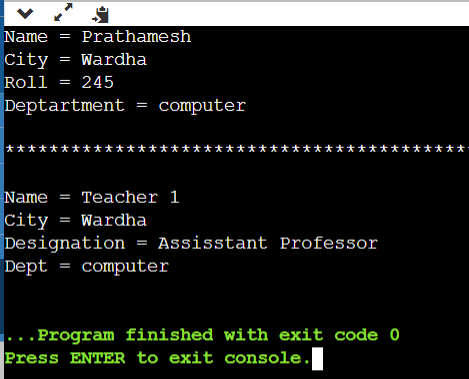 Name = Prathamesh
City = Wardha
Roll = 245
Deptartment = computer
*******************************************
Name = Teacher 1
City = Wardha
Designation = Assisstant Professor
Dept = computer
...Program finished with exit code 0
Press ENTER to exit console.